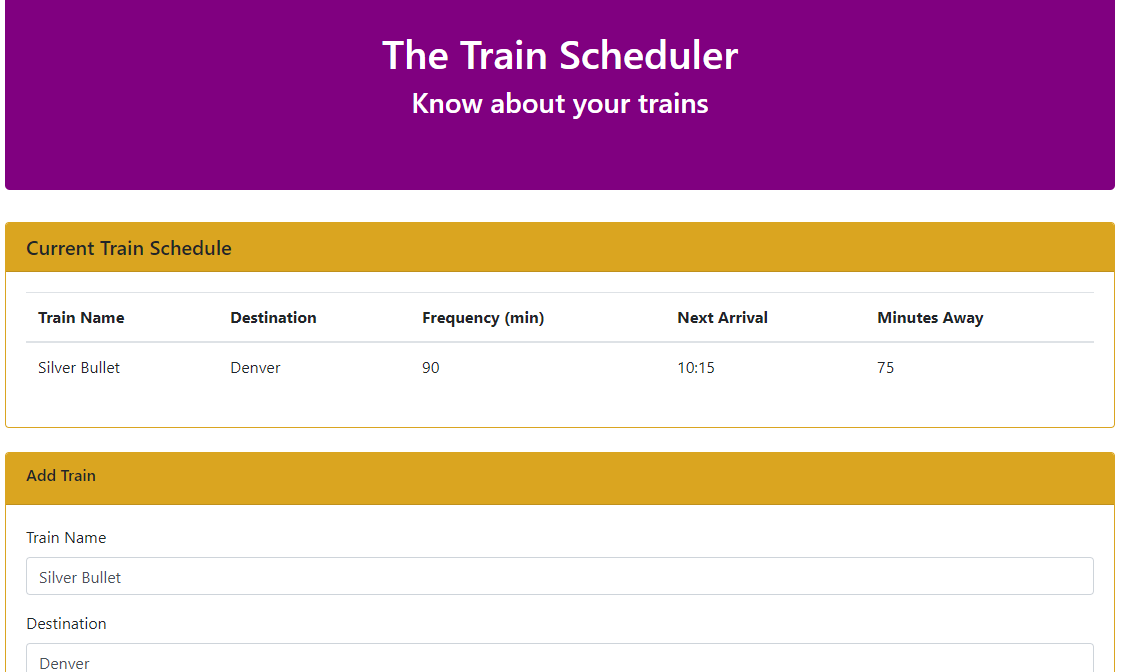 The Train Scheduler
Know about your trains
Current Train Schedule
Train Name Destination Frequency (min) Next Arrival Minutes Away
Silver Bullet Denver 90 10:15 75
Add Train
Train Name
Silver Bullet
Destination
Denver